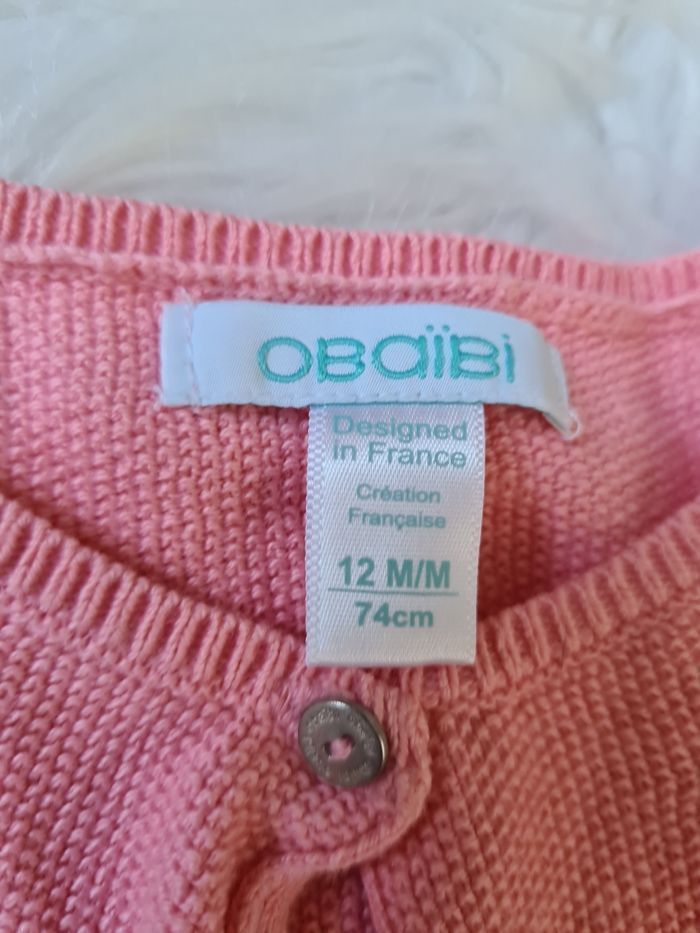 OBaïBi
Designed
in France
Création
Française
12 M/M
74cm